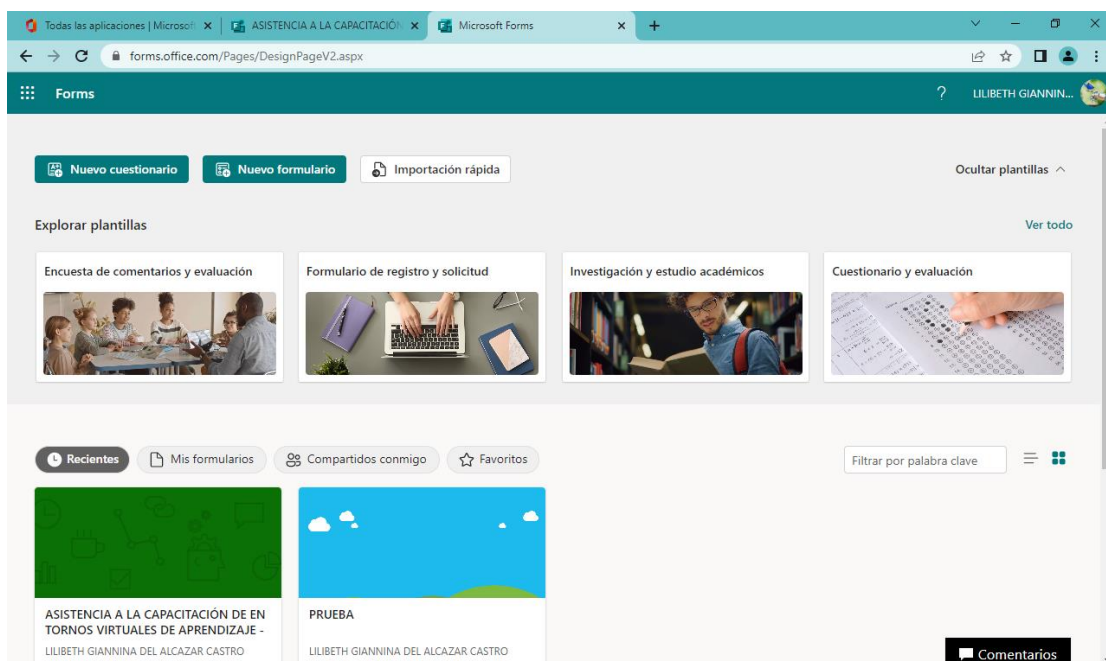 Todas las aplicaciones | Microsoft
ASISTENCIA A LA CAPACITACIÓN
Microsoft Forms
forms.office.com/Pages/DesignPageV2.aspx
Forms
? LILIBETH GIANNIN...
Nuevo cuestionario
Nuevo formulario
Importación rápida
Ocultar plantillas
Explorar plantillas
Ver todo
Encuesta de comentarios y evaluación
Formulario de registro y solicitud
Investigación y estudio académicos
Cuestionario y evaluación
Recientes
Mis formularios
Compartidos conmigo
Favoritos
Filtrar por palabra clave
ASISTENCIA A LA CAPACITACIÓN DE EN
TORNOS VIRTUALES DE APRENDIZAJE -
LILIBETH GIANNINA DEL ALCAZAR CASTRO
PRUEBA
LILIBETH GIANNINA DEL ALCAZAR CASTRO
Comentarios